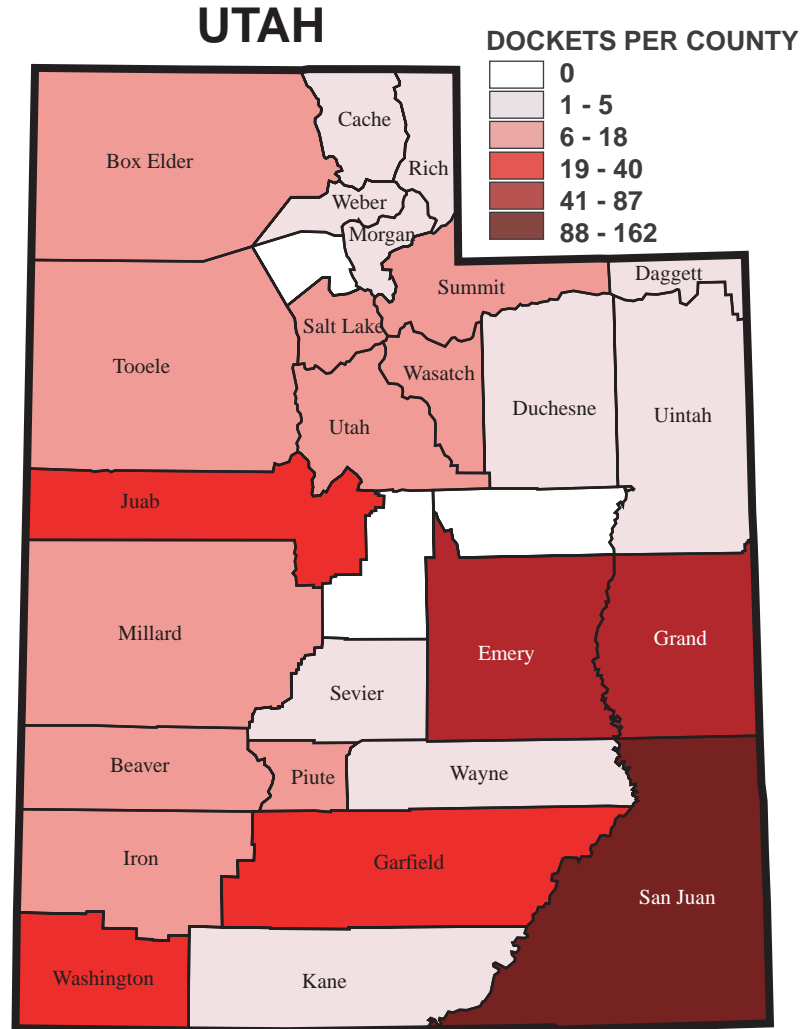 UTAH
DOCKETS PER COUNTY
0
1 - 5
6 - 18
19 - 40
41 - 87
88 - 162
Cache
Box Elder
Rich
Weber
Morgan
Daggett
Summit
Salt Lake
Tooele
Wasatch
Duchesne
Uintah
Utah
Juab
Millard
Grand
Emery
Sevier
Beaver
Wayne
Piute
Iron
Garfield
San Juan
Washington
Kane